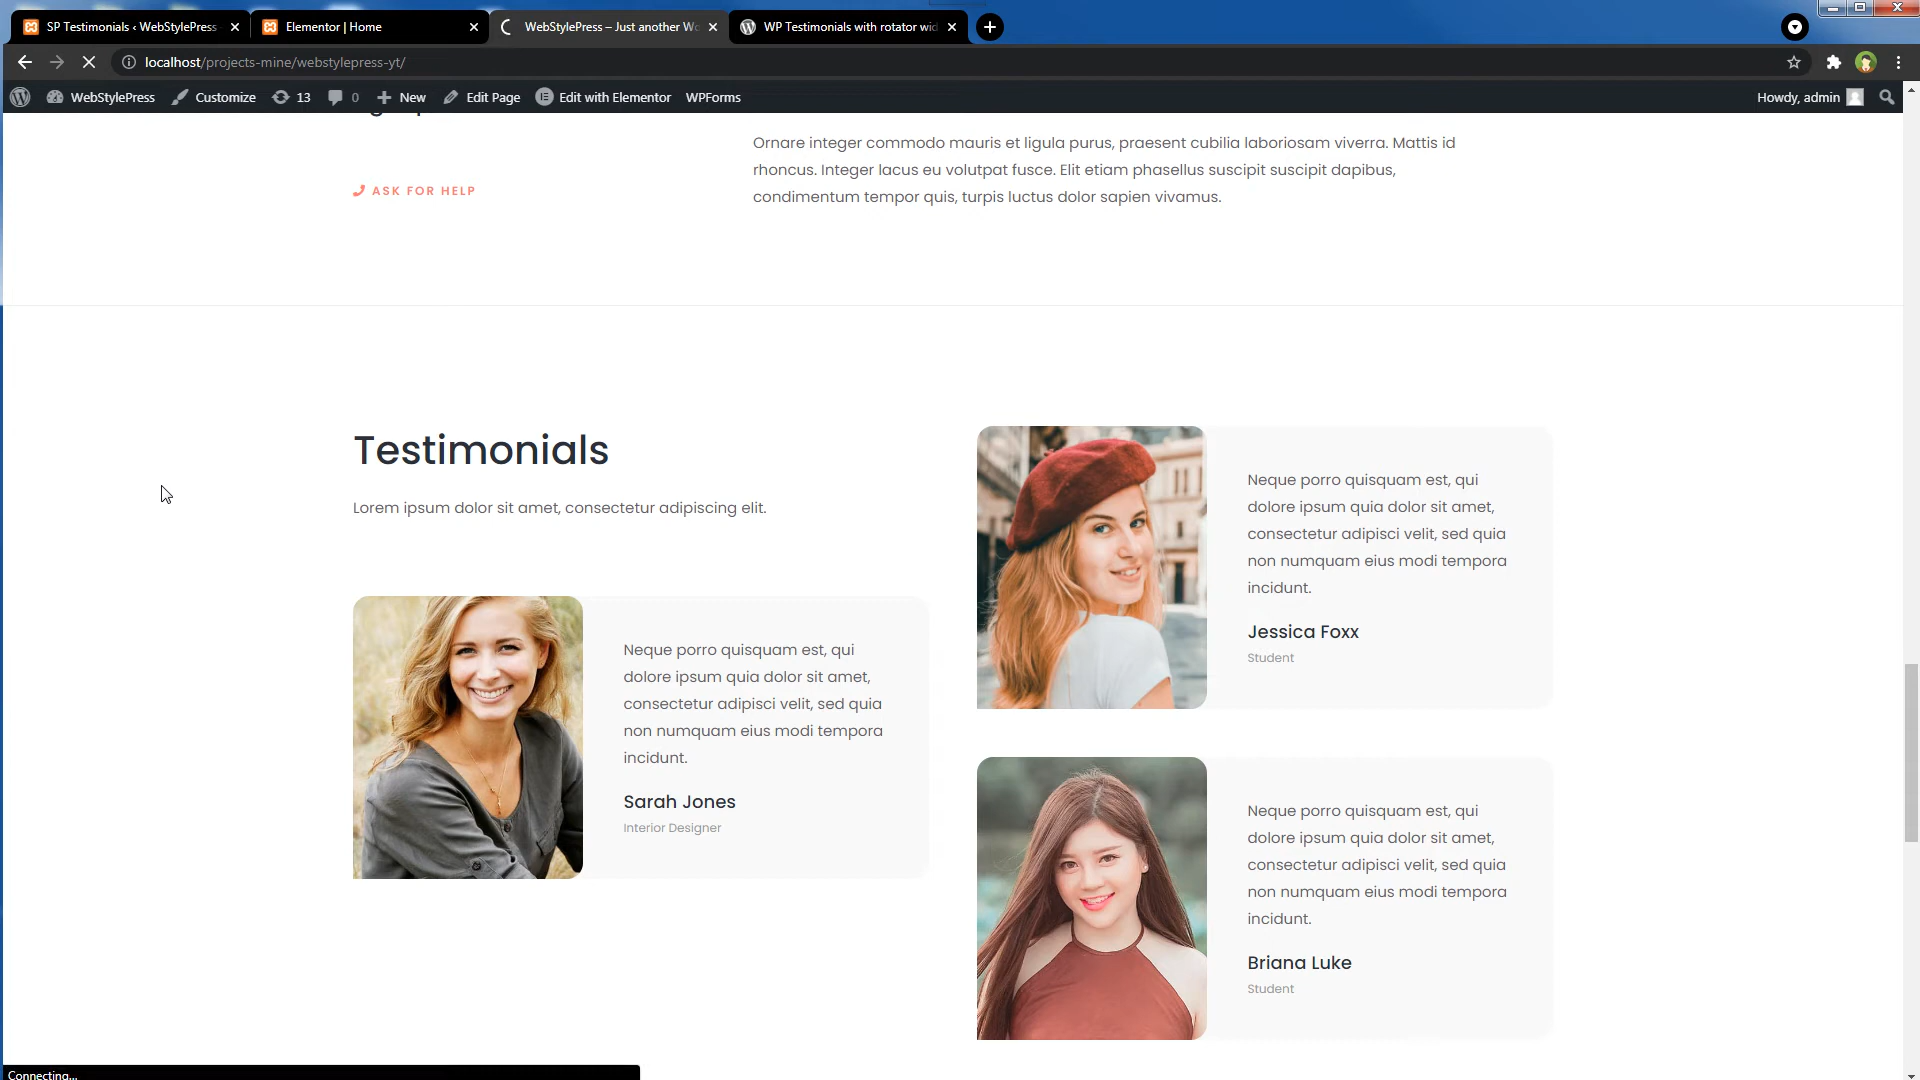 SP Testimonials ‹ WebStylePress
Elementor | Home
WebStylePress – Just another Wo
WP Testimonials with rotator wid
localhost/projects-mine/webstylepress-yt/
WebStylePress
Customize
13
0
New
Edit Page
Edit with Elementor
WPForms
Howdy, admin
Ornare integer commodo mauris et ligula purus, praesent cubilia laboriosam viverra. Mattis id
rhoncus. Integer lacus eu volutpat fusce. Elit etiam phasellus suscipit suscipit dapibus,
condimentum tempor quis, turpis luctus dolor sapien vivamus.
ASK FOR HELP
Testimonials
Lorem ipsum dolor sit amet, consectetur adipiscing elit.
Neque porro quisquam est, qui
dolore ipsum quia dolor sit amet,
consectetur adipisci velit, sed quia
non numquam eius modi tempora
incidunt.
Sarah Jones
Interior Designer
Neque porro quisquam est, qui
dolore ipsum quia dolor sit amet,
consectetur adipisci velit, sed quia
non numquam eius modi tempora
incidunt.
Jessica Foxx
Student
Neque porro quisquam est, qui
dolore ipsum quia dolor sit amet,
consectetur adipisci velit, sed quia
non numquam eius modi tempora
incidunt.
Briana Luke
Student
Connecting...